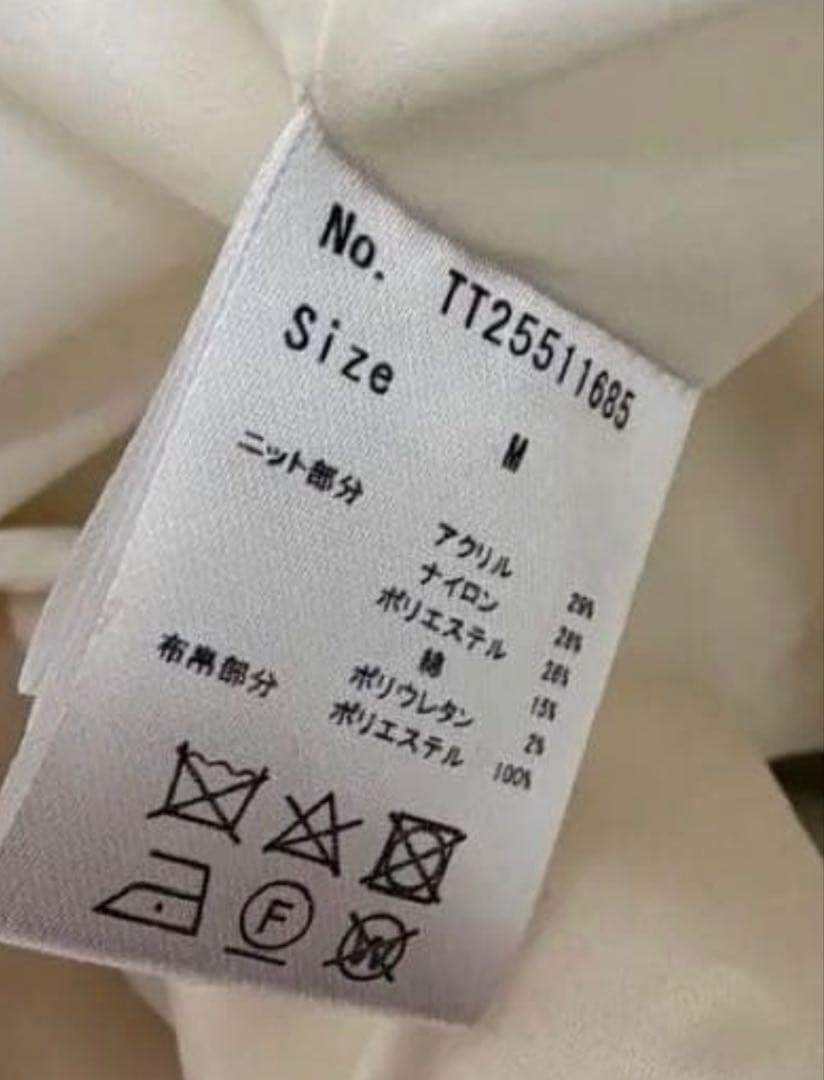 No. TT25511685
Size M
ニット部分 アクリル 29%
ナイロン 28%
ポリエステル 26%
綿 15%
ポリウレタン 2%
布帛部分 ポリエステル 100%
F